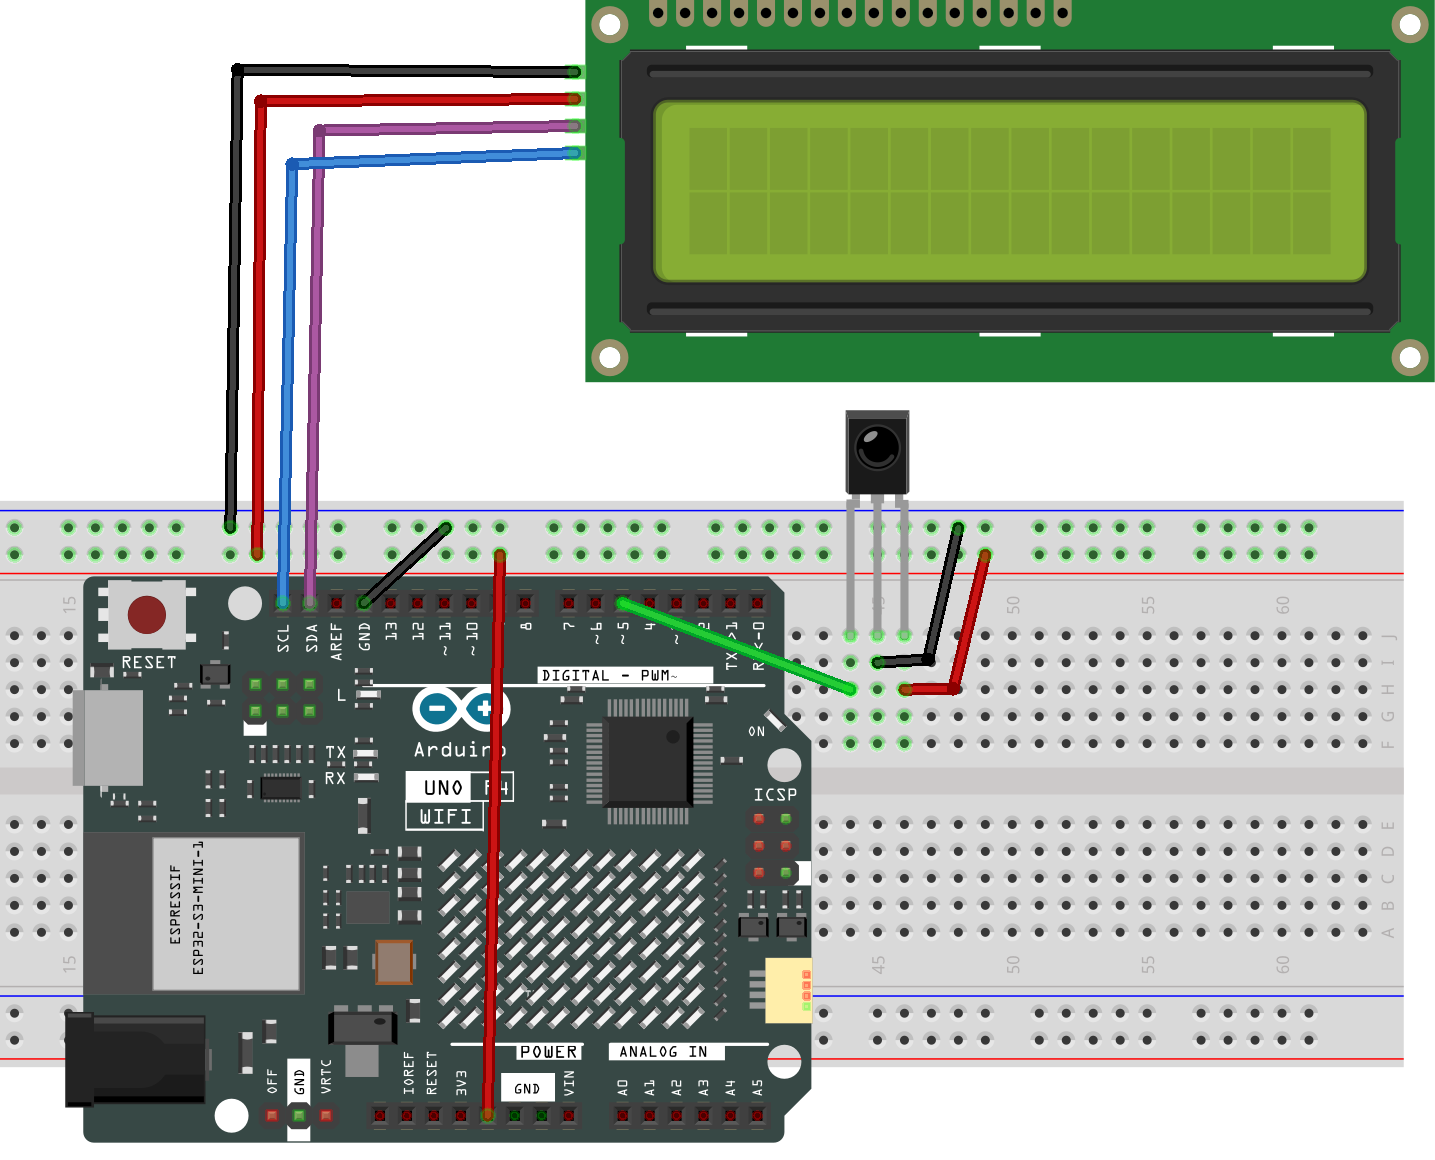 15
45
50
55
60
J
I
H
G
F
SCL
SDA
AREF
GND
13
12
~11
~10
8
7
~6
~5
4
~
2
TX>1
RX<-0
RESET
DIGITAL - PWM~
L
TX
RX
Arduino
UNO R4
WIFI
ON
ICSP
ESPRESSIF
ESP32-S3-MINI-1
E
D
C
B
A
15
45
50
55
60
POWER
ANALOG IN
OFF
GND
VRTC
IOREF
RESET
3V3
GND
VIN
A0
A1
A2
A3
A4
A5